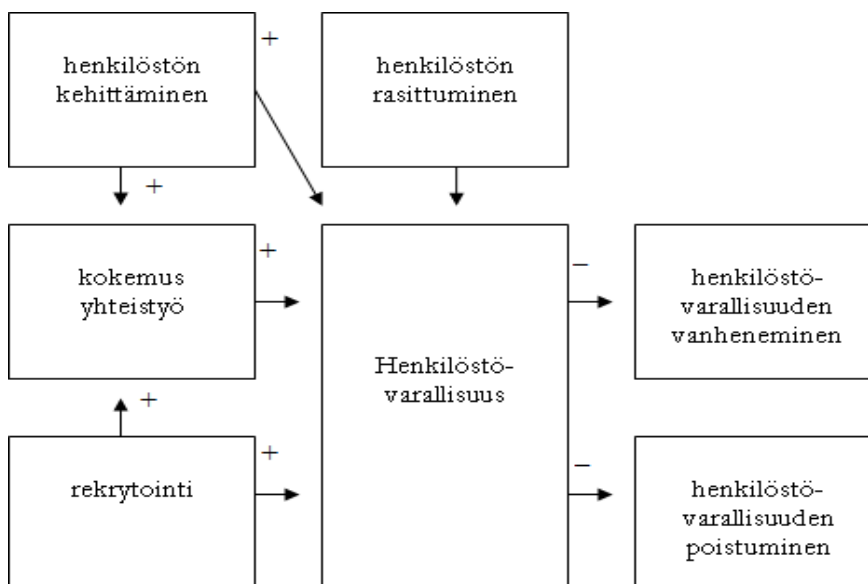 henkilöstön
kehittäminen
+
henkilöstön
rasittuminen
+
kokemus
yhteistyö
+
Henkilöstö-
varallisuus
–
henkilöstö-
varallisuuden
vanheneminen
+
rekrytointi
+
–
henkilöstö-
varallisuuden
poistuminen